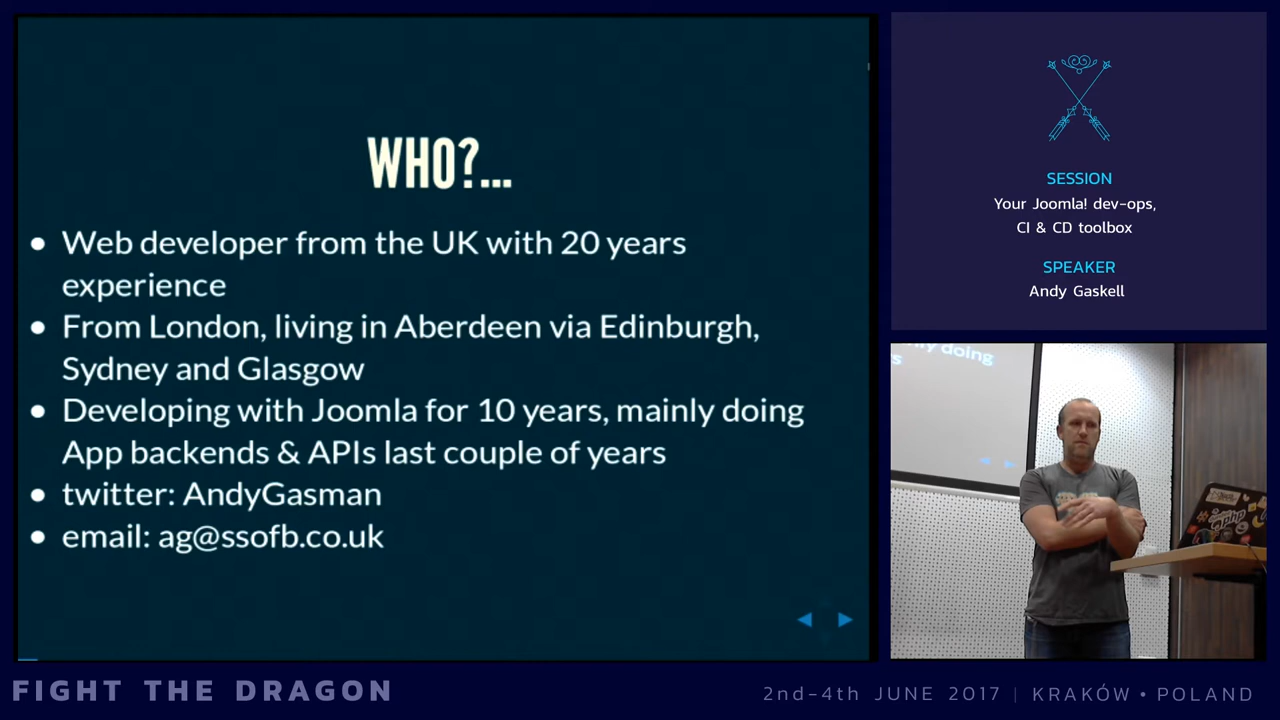 WHO?...
Web developer from the UK with 20 years
experience
From London, living in Aberdeen via Edinburgh,
Sydney and Glasgow
Developing with Joomla for 10 years, mainly doing
App backends & APIs last couple of years
twitter: AndyGasman
email: ag@ssofb.co.uk
SESSION
Your Joomla! dev-ops,
CI & CD toolbox
SPEAKER
Andy Gaskell
doing
php
FIGHT THE DRAGON
2nd-4th JUNE 2017 | KRAKÓW • POLAND